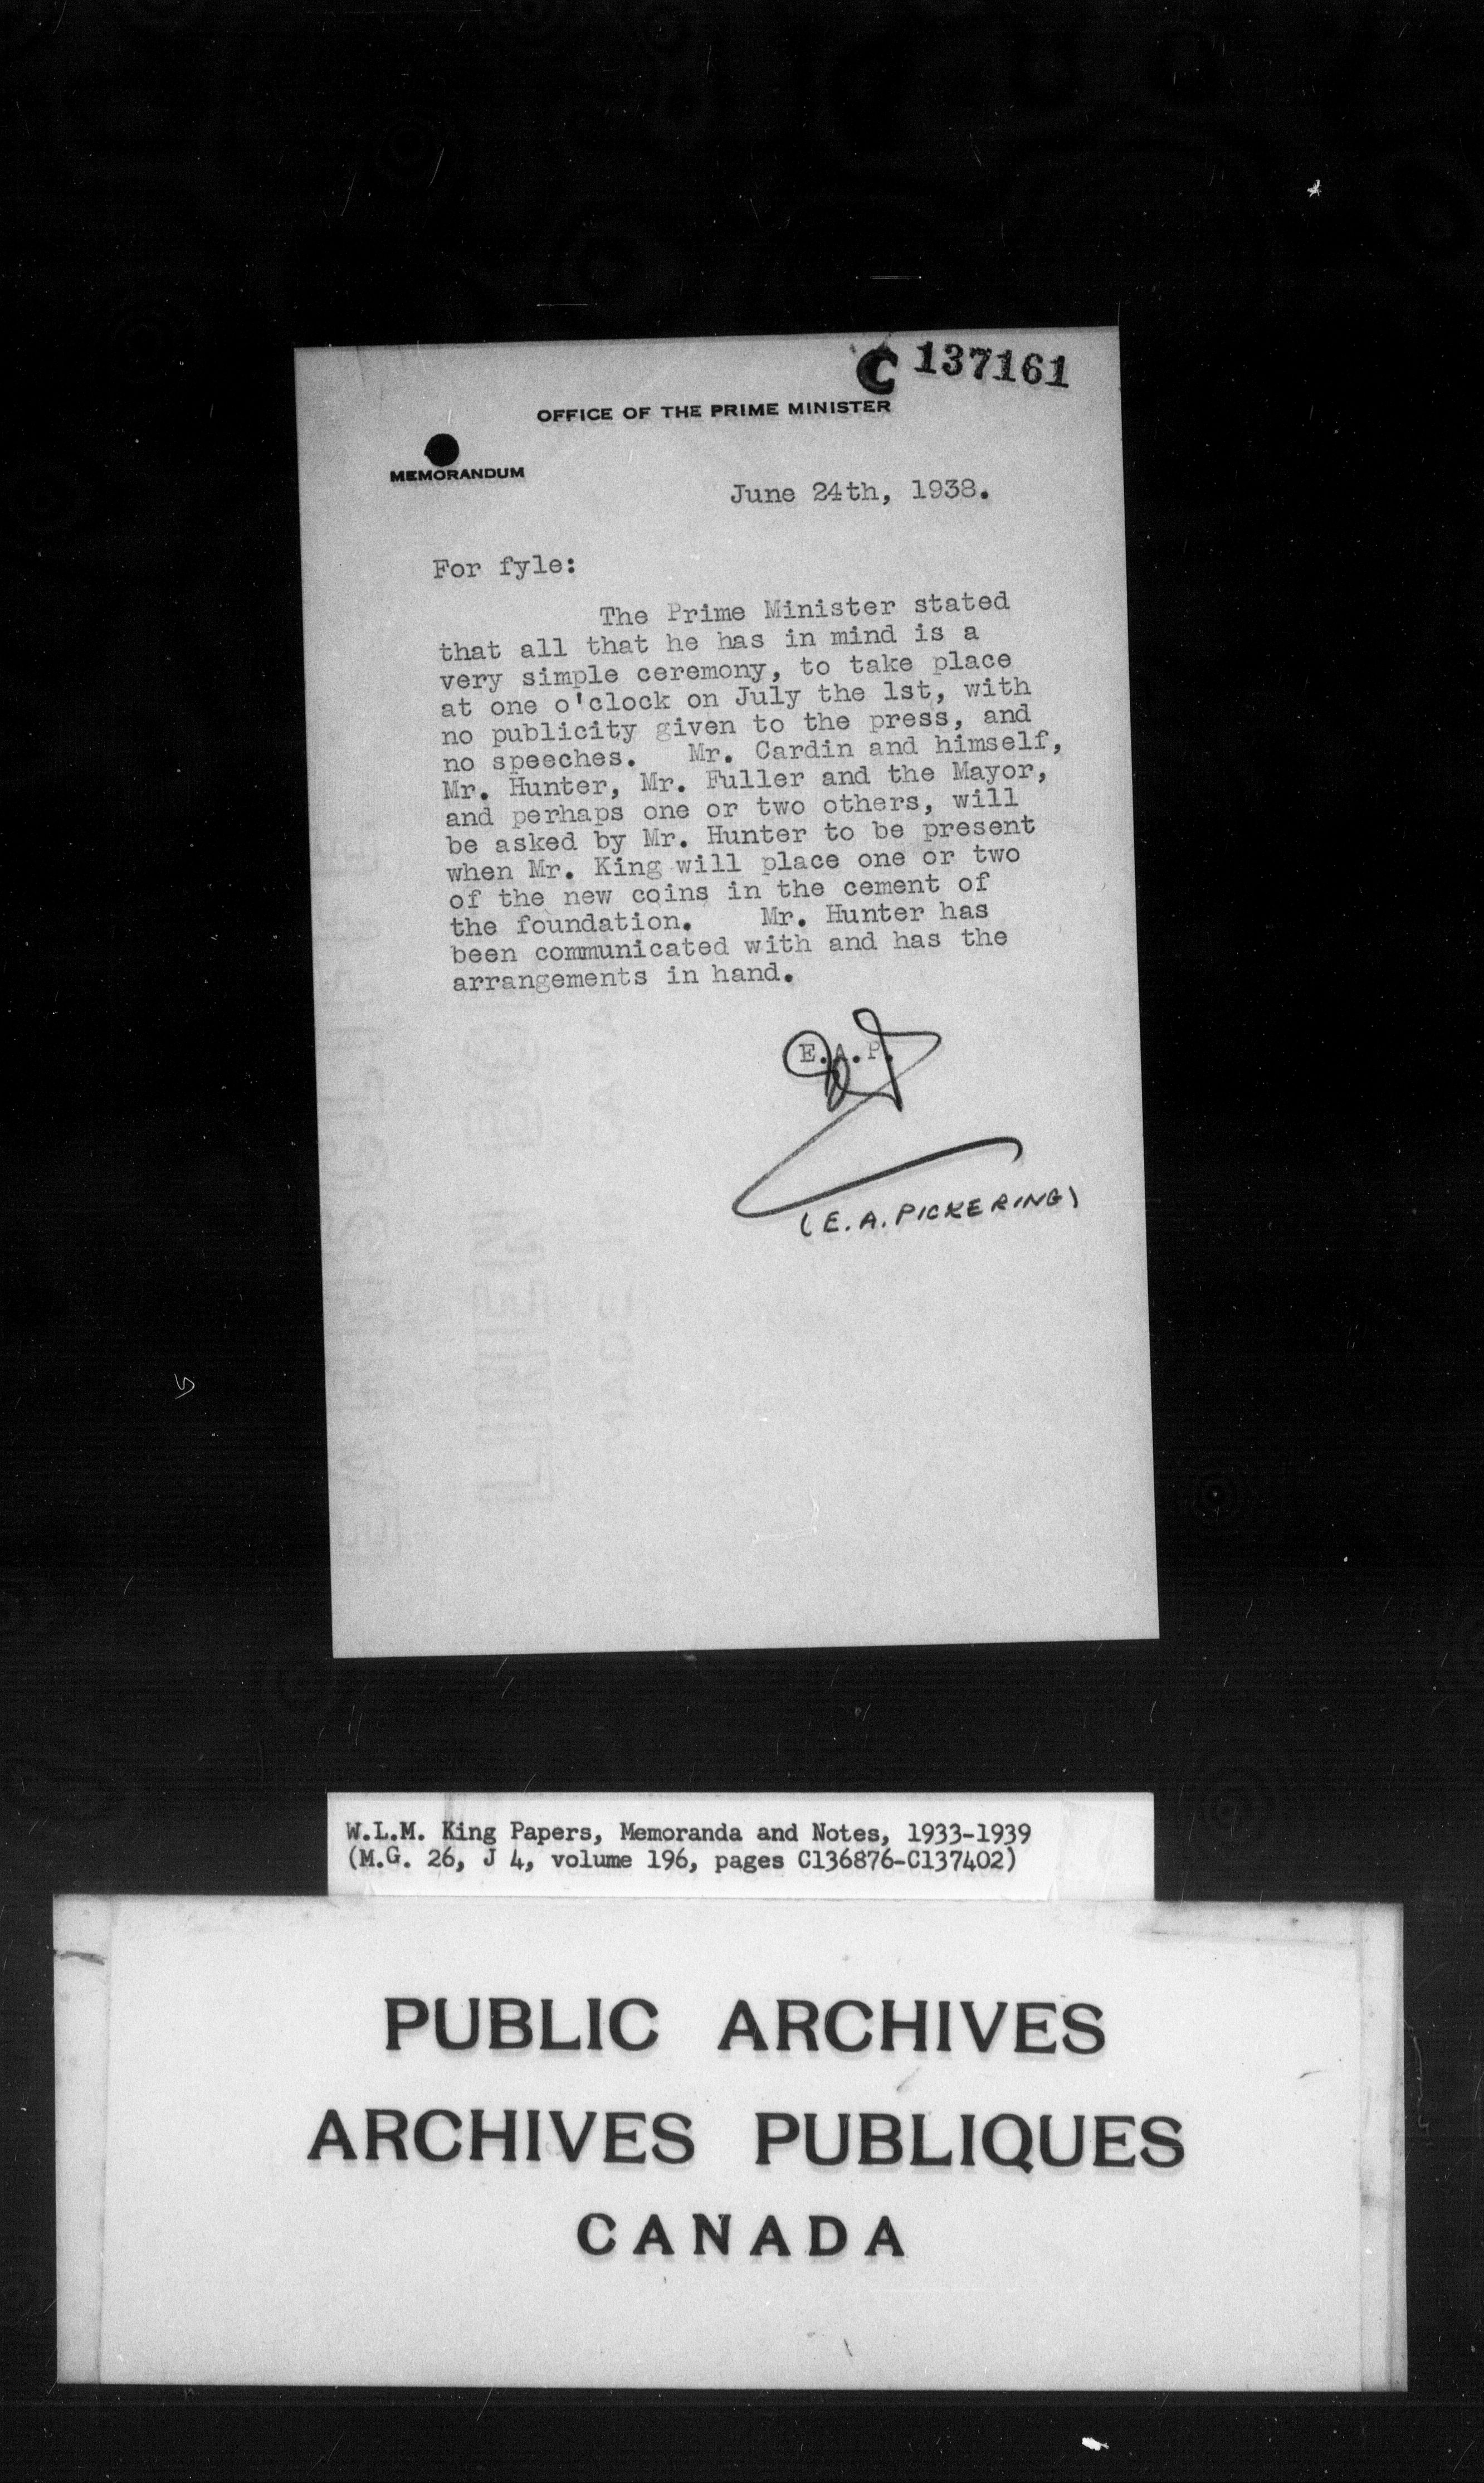 C 137161
OFFICE OF THE PRIME MINISTER
MEMORANDUM
June 24th, 1938.
For fyle:
The Prime Minister stated
that all that he has in mind is a
very simple ceremony, to take place
at one o'clock on July the 1st, with
no publicity given to the press, and
no speeches. Mr. Cardin and himself,
Mr. Hunter, Mr. Fuller and the Mayor,
and perhaps one or two others, will
be asked by Mr. Hunter to be present
when Mr. King will place one or two
of the new coins in the cement of
the foundation. Mr. Hunter has
been communicated with and has the
arrangements in hand.
E.A.P.
(E.A. PICKERING)
W.L.M. King Papers, Memoranda and Notes, 1933-1939
(M.G. 26, J 4, volume 196, pages C136876-C137402)
PUBLIC ARCHIVES
ARCHIVES PUBLIQUES
CANADA